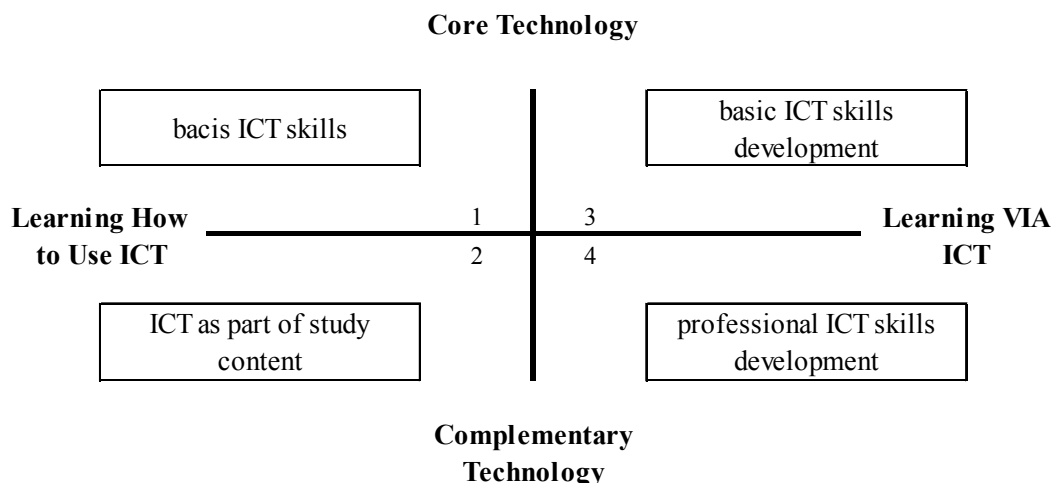 Core Technology
bacis ICT skills
basic ICT skills
development
Learning How
to Use ICT
1
3
2
4
Learning VIA
ICT
ICT as part of study
content
professional ICT skills
development
Complementary
Technology